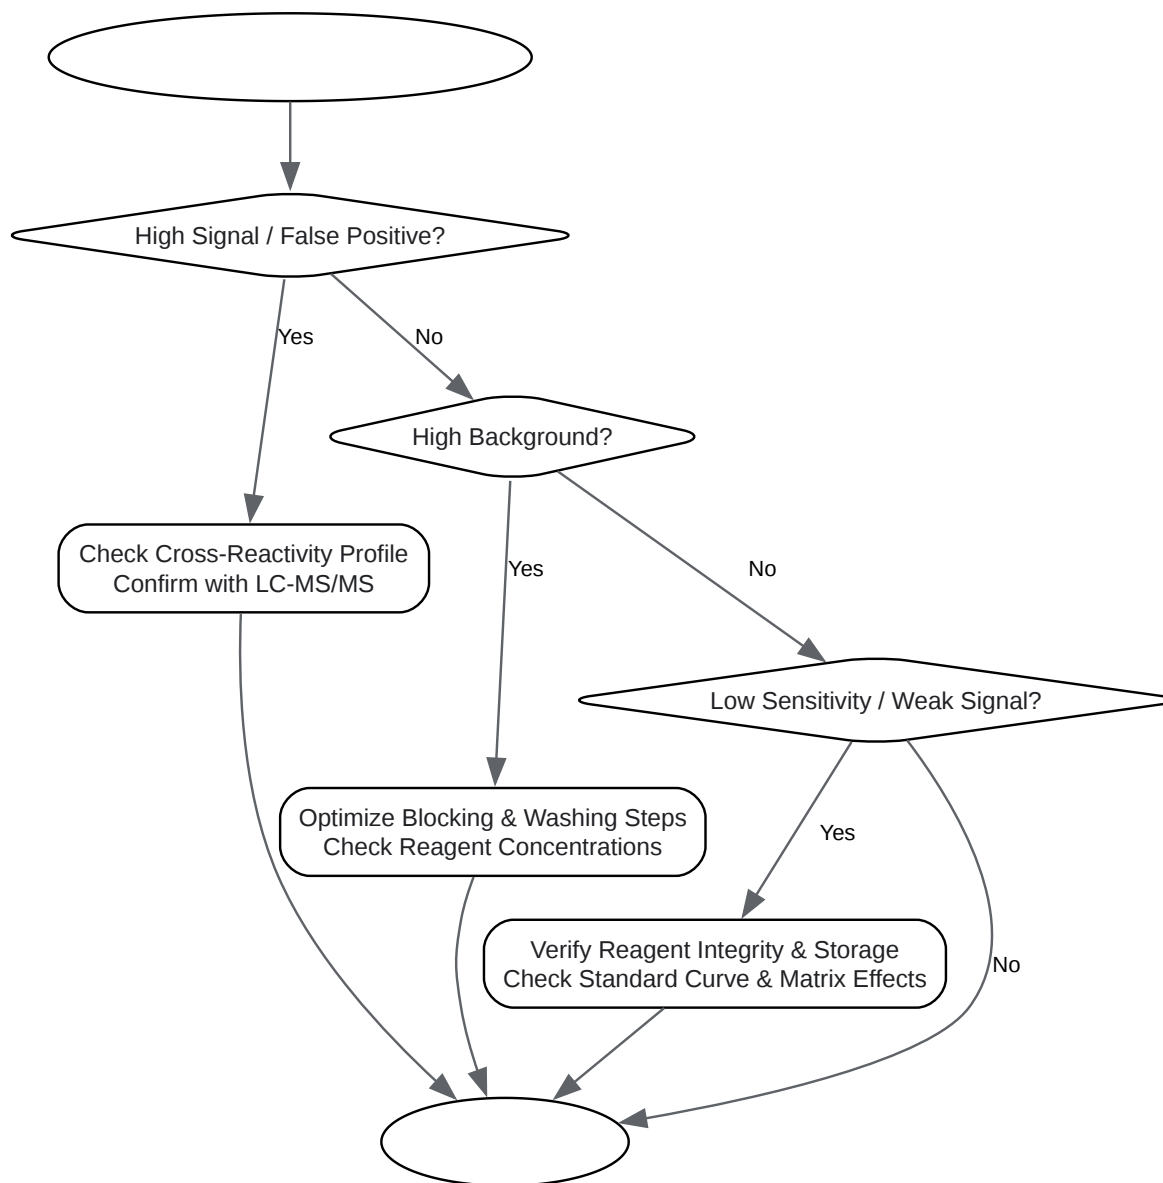 High Signal / False Positive?
Yes
No
High Background?
Check Cross-Reactivity Profile
Confirm with LC-MS/MS
Yes
No
Low Sensitivity / Weak Signal?
Optimize Blocking & Washing Steps
Check Reagent Concentrations
Yes
Verify Reagent Integrity & Storage
Check Standard Curve & Matrix Effects
No